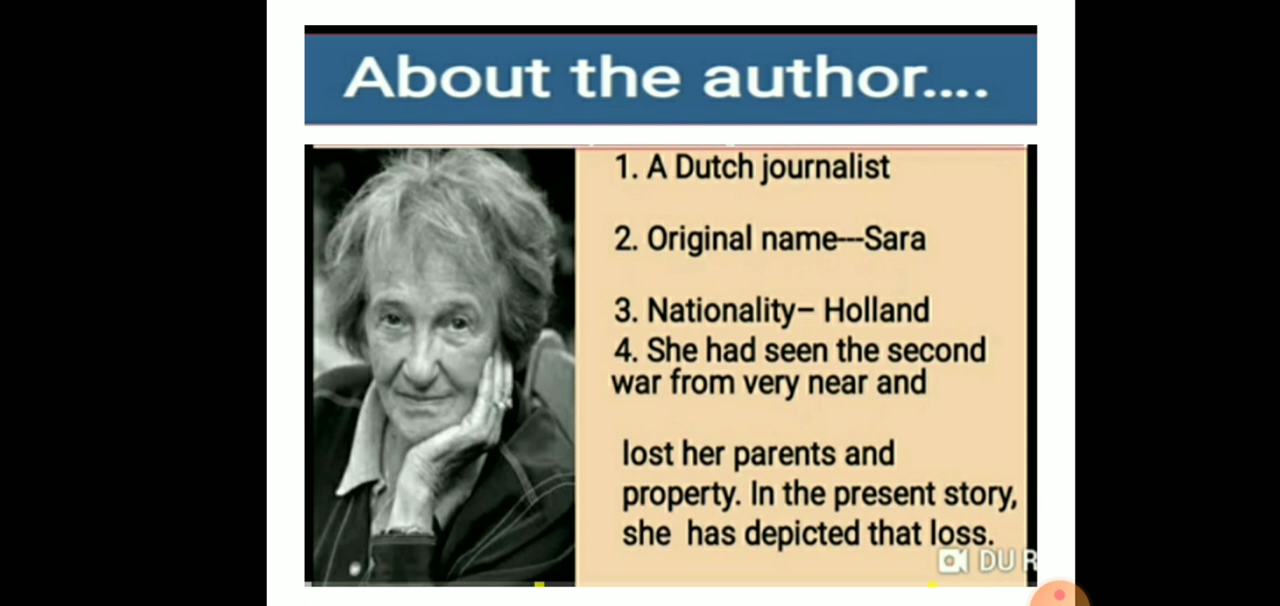 About the author....
1. A Dutch journalist
2. Original name---Sara
3. Nationality– Holland
4. She had seen the second
war from very near and
lost her parents and
property. In the present story,
she has depicted that loss.
DU R